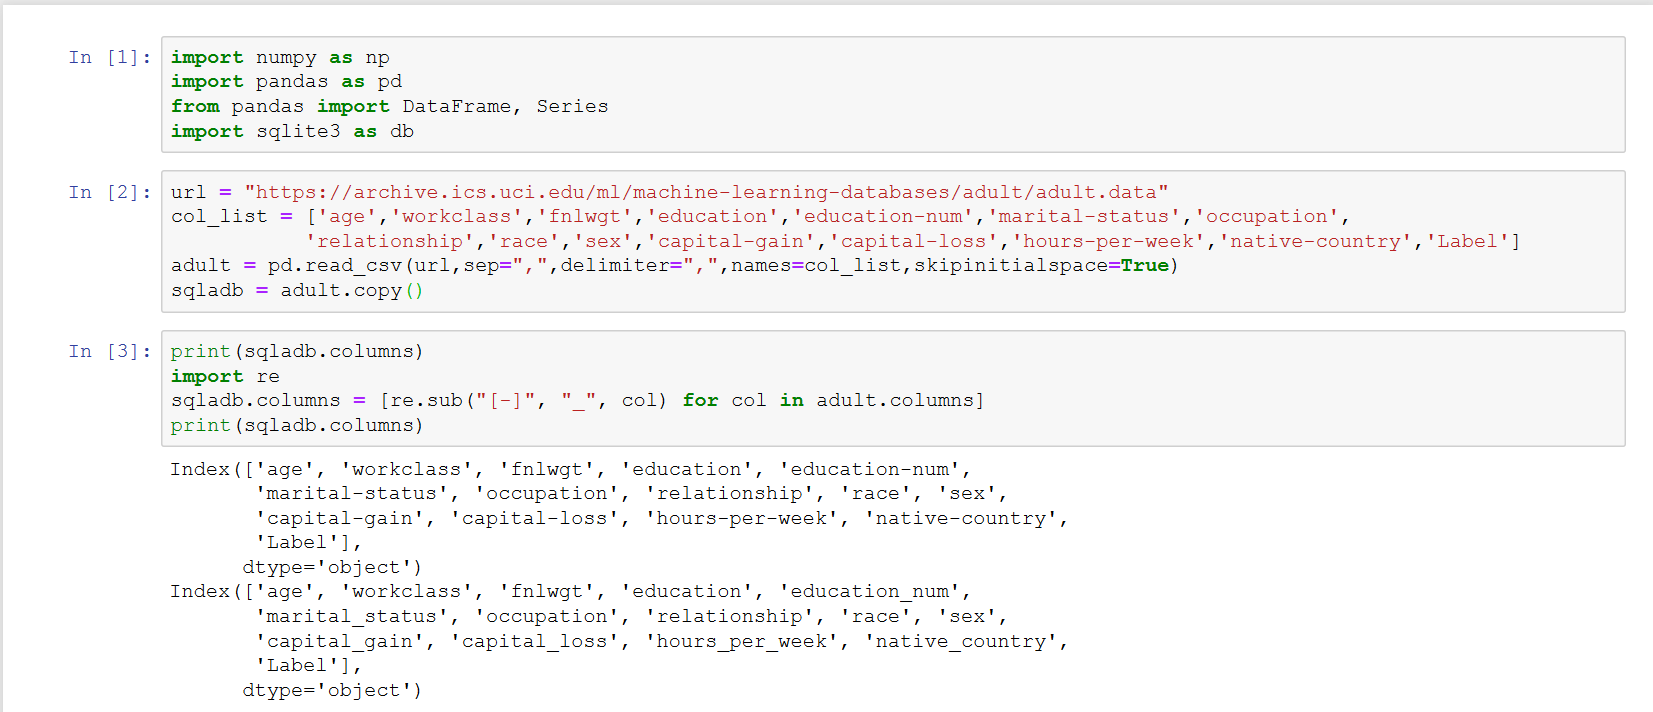 In [1]: import numpy as np
import pandas as pd
from pandas import DataFrame, Series
import sqlite3 as db
In [2]: url = "https://archive.ics.uci.edu/ml/machine-learning-databases/adult/adult.data"
col_list = ['age','workclass','fnlwgt','education','education-num','marital-status','occupation',
'relationship','race','sex','capital-gain','capital-loss','hours-per-week','native-country','Label']
adult = pd.read_csv(url,sep=",",delimiter=",",names=col_list,skipinitialspace=True)
sqladb = adult.copy()
In [3]: print(sqladb.columns)
import re
sqladb.columns = [re.sub("[-]", "_", col) for col in adult.columns]
print(sqladb.columns)
Index(['age', 'workclass', 'fnlwgt', 'education', 'education-num',
'marital-status', 'occupation', 'relationship', 'race', 'sex',
'capital-gain', 'capital-loss', 'hours-per-week', 'native-country',
'Label'],
dtype='object')
Index(['age', 'workclass', 'fnlwgt', 'education', 'education_num',
'marital_status', 'occupation', 'relationship', 'race', 'sex',
'capital_gain', 'capital_loss', 'hours_per_week', 'native_country',
'Label'],
dtype='object')